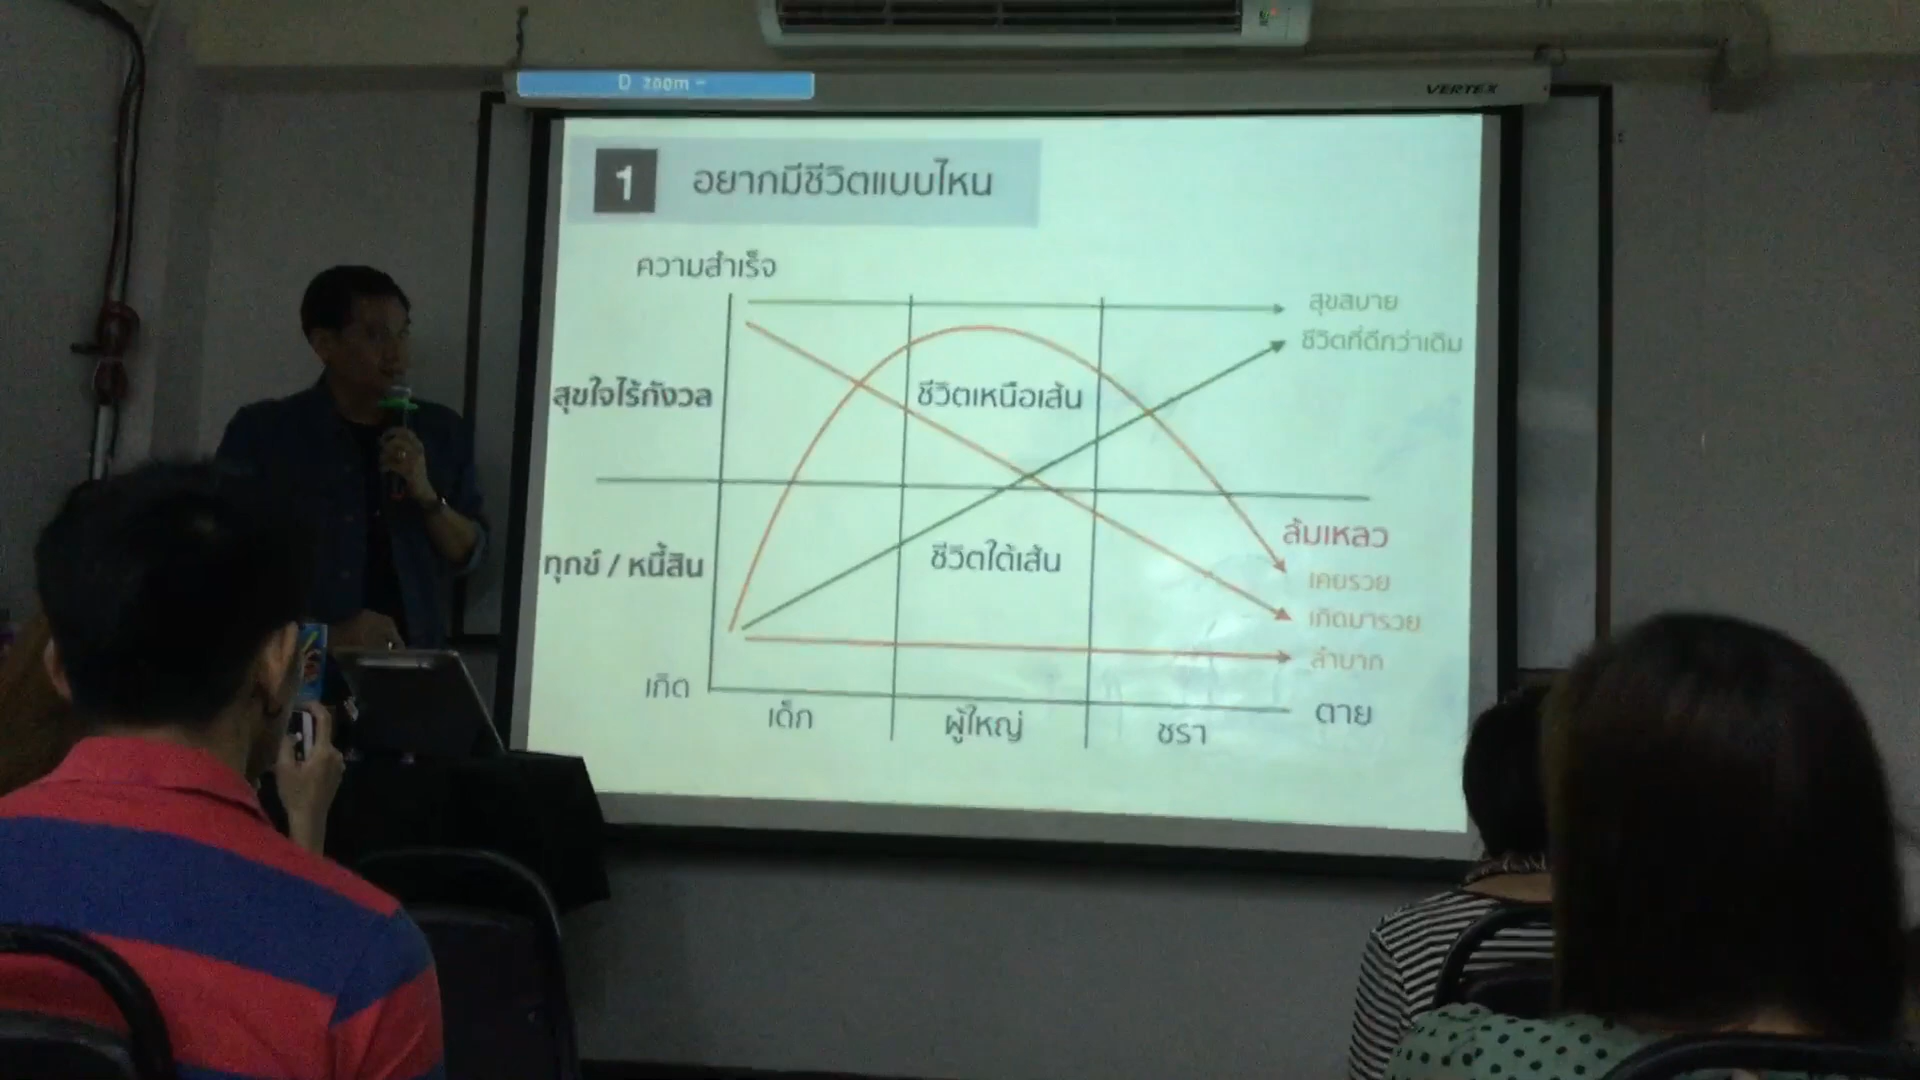 D zoom -
VERTEX
1 อยากมีชีวิตแบบไหน
ความสำเร็จ
สุขสบาย
ชีวิตที่ดีกว่าเดิม
สุขใจไร้กังวล
ชีวิตเหนือเส้น
ล้มเหลว
ทุกข์ / หนี้สิน
ชีวิตใต้เส้น
เคยรวย
เกิดมารวย
ลำบาก
เกิด
เด็ก
ผู้ใหญ่
ชรา
ตาย